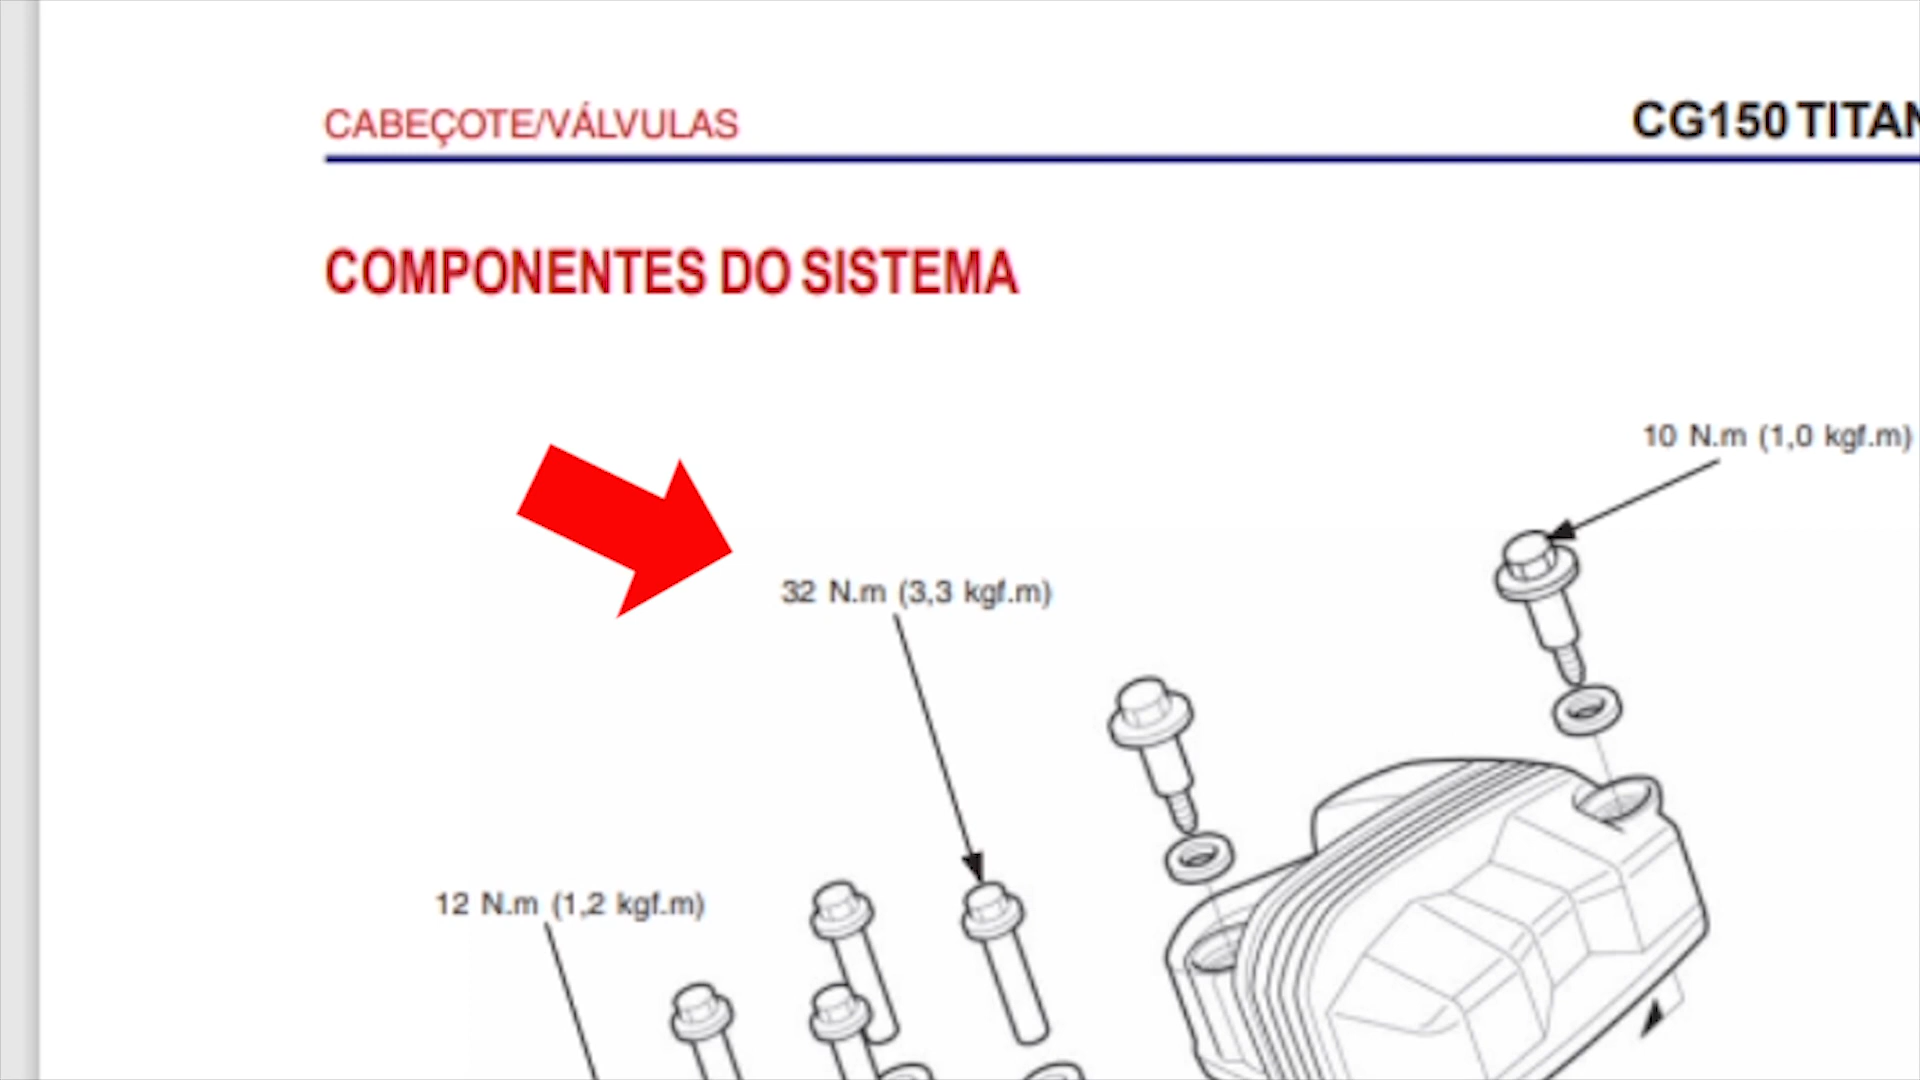 CABEÇOTE/VÁLVULAS
CG150 TITAN
COMPONENTES DO SISTEMA
10 N.m (1,0 kgf.m)
32 N.m (3,3 kgf.m)
12 N.m (1,2 kgf.m)